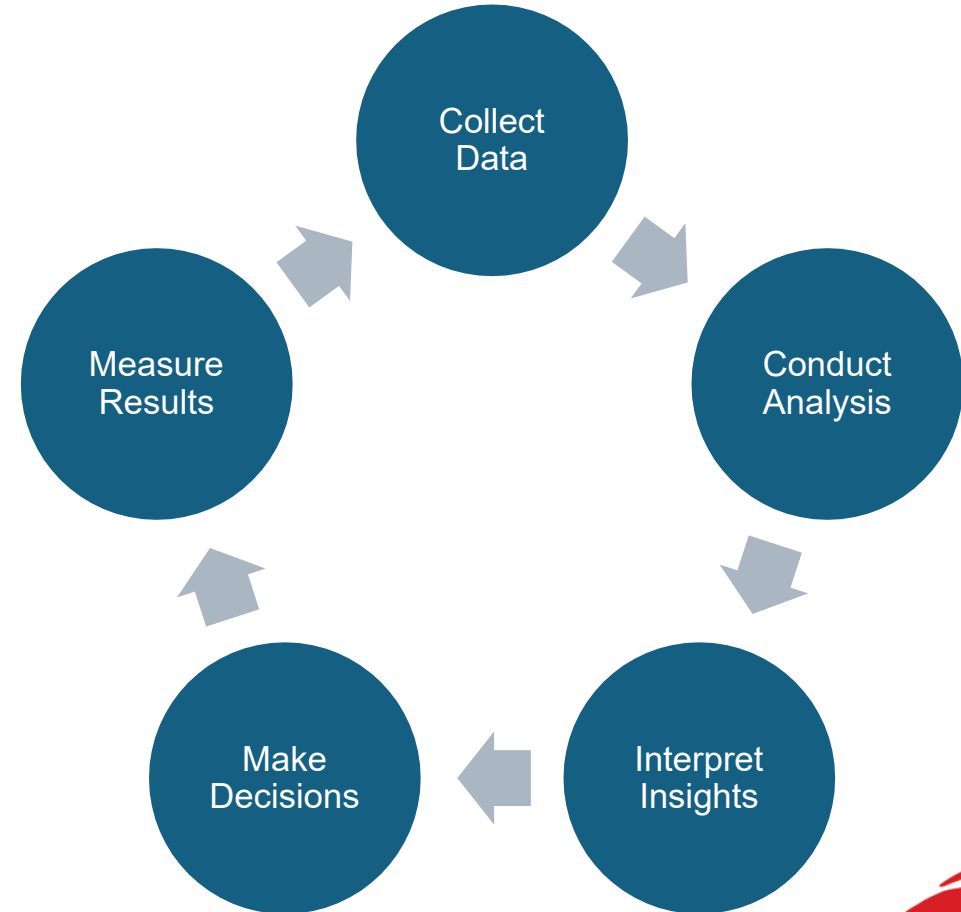 Collect
Data
Conduct
Analysis
Interpret
Insights
Make
Decisions
Measure
Results